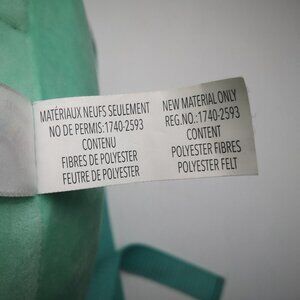 MATÉRIAUX NEUFS SEULEMENT
NO DE PERMIS:1740-2593
CONTENU
FIBRES DE POLYESTER
FEUTRE DE POLYESTER
NEW MATERIAL ONLY
REG.NO.:1740-2593
CONTENT
POLYESTER FIBRES
POLYESTER FELT